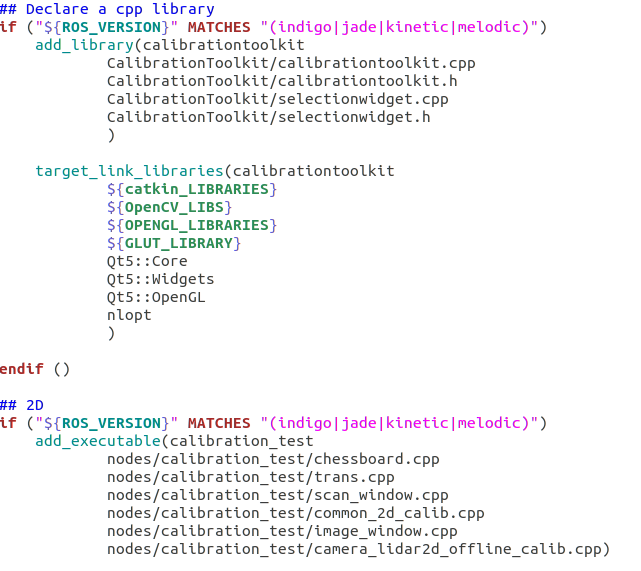 ## Declare a cpp library
if ("${ROS_VERSION}" MATCHES "(indigo|jade|kinetic|melodic)")
    add_library(calibrationtoolkit
            CalibrationToolkit/calibrationtoolkit.cpp
            CalibrationToolkit/calibrationtoolkit.h
            CalibrationToolkit/selectionwidget.cpp
            CalibrationToolkit/selectionwidget.h
            )

    target_link_libraries(calibrationtoolkit
            ${catkin_LIBRARIES}
            ${OpenCV_LIBS}
            ${OPENGL_LIBRARIES}
            ${GLUT_LIBRARY}
            Qt5::Core
            Qt5::Widgets
            Qt5::OpenGL
            nlopt
            )

endif ()

## 2D
if ("${ROS_VERSION}" MATCHES "(indigo|jade|kinetic|melodic)")
    add_executable(calibration_test
            nodes/calibration_test/chessboard.cpp
            nodes/calibration_test/trans.cpp
            nodes/calibration_test/scan_window.cpp
            nodes/calibration_test/common_2d_calib.cpp
            nodes/calibration_test/image_window.cpp
            nodes/calibration_test/camera_lidar2d_offline_calib.cpp)